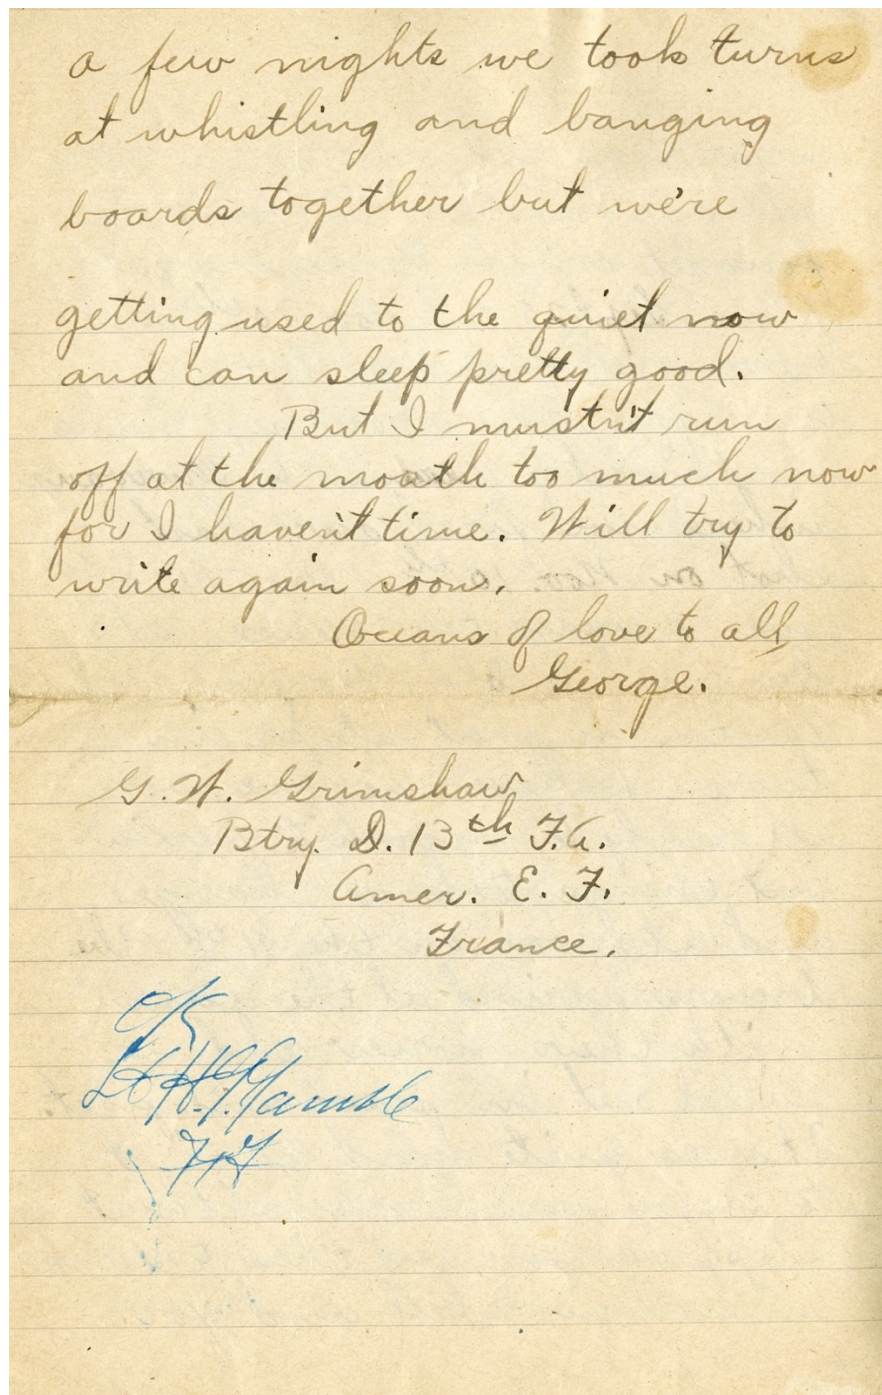 a few nights we took turns
at whistling and banging
boards together but we're
getting used to the quiet now
and can sleep pretty good.
But I mustn't run
off at the moath too much now
for I haven't time. Will try to
write again soon.
Oceans of love to all,
George.
G. W. Grimshaw
Btry. D. 13th F.A.
Amer. E. F.
France.
OK
Lt H.